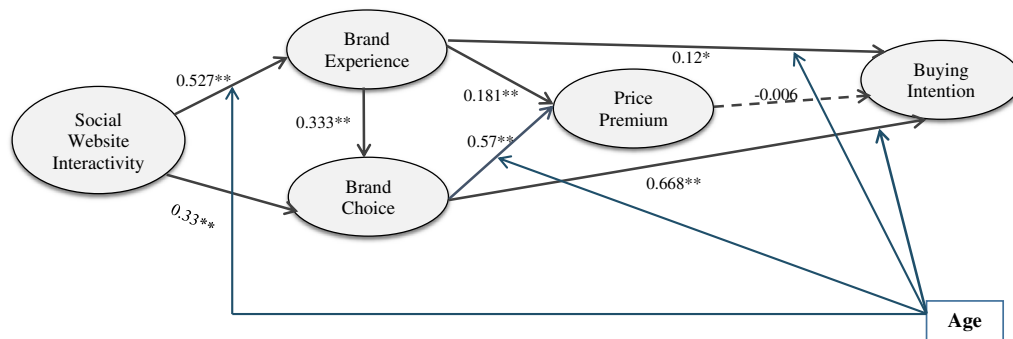 Brand
Experience
0.12*
Buying
Intention
0.527**
0.181**
-0.006
Price
Premium
Social
Website
Interactivity
0.333**
0.57**
Brand
Choice
0.668**
0.33**
Age